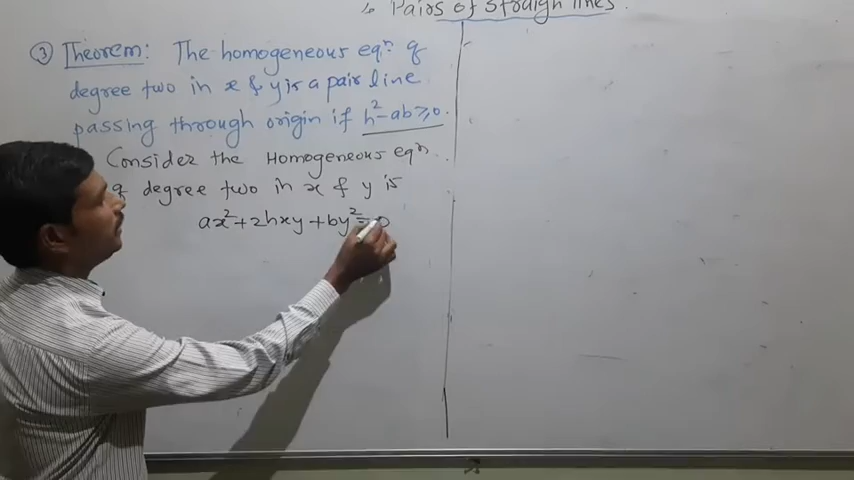 ↳ Pairs of Straigh lines
③ Theorem: The homogeneous eqⁿ of
degree two in x & y is a pair line
passing through origin if h²-ab≥0.
Consider the Homogeneous eqⁿ
of degree two in x & y is
ax²+2hxy+by²=0